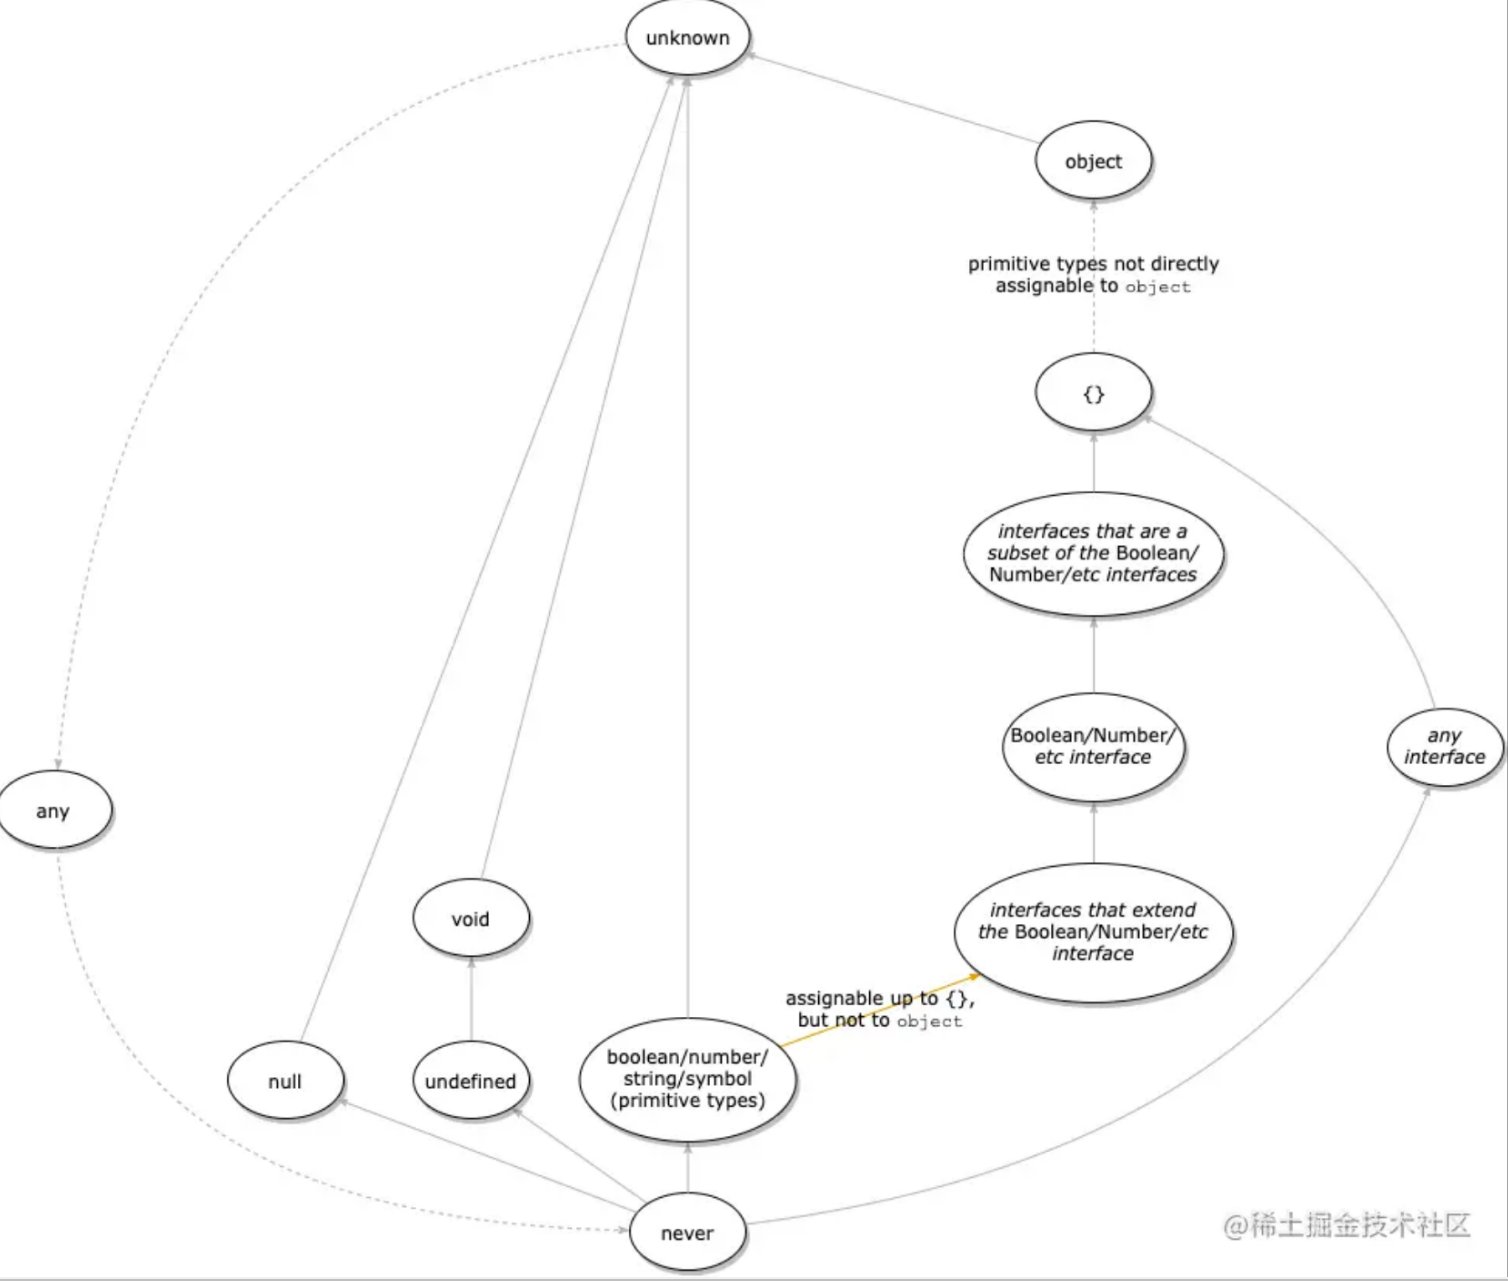 unknown
object
primitive types not directly
assignable to object
{}
interfaces that are a
subset of the Boolean/
Number/etc interfaces
Boolean/Number/
etc interface
any
interface
any
void
interfaces that extend
the Boolean/Number/etc
interface
assignable up to {},
but not to object
null
undefined
boolean/number/
string/symbol
(primitive types)
never
@稀土掘金技术社区